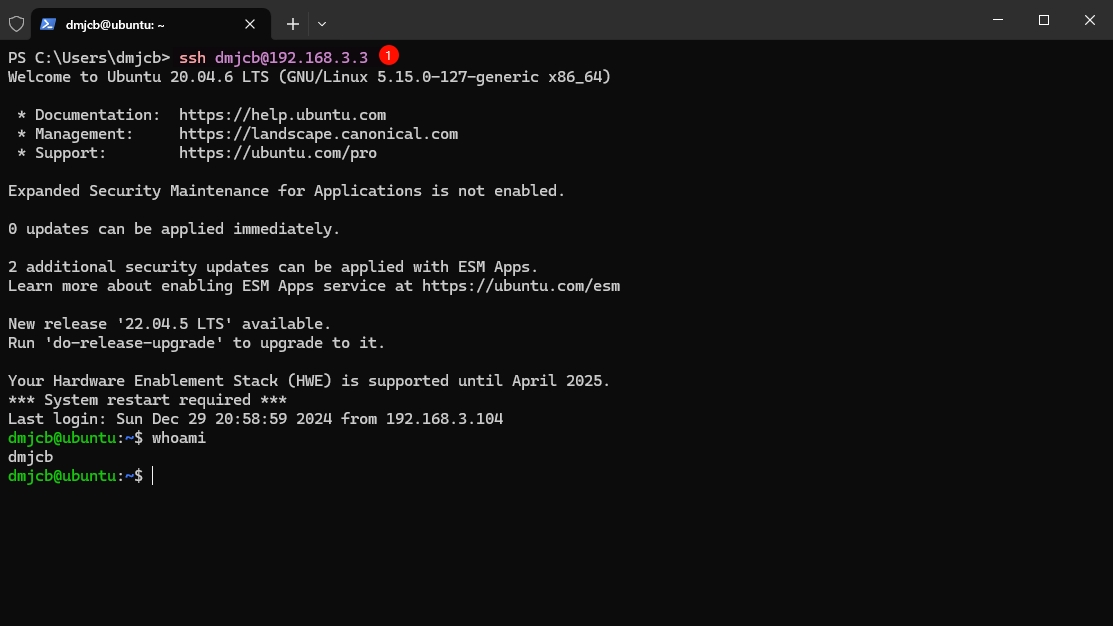 dmjcb@ubuntu: ~
PS C:\Users\dmjcb> ssh dmjcb@192.168.3.3 1
Welcome to Ubuntu 20.04.6 LTS (GNU/Linux 5.15.0-127-generic x86_64)
* Documentation:  https://help.ubuntu.com
* Management:     https://landscape.canonical.com
* Support:        https://ubuntu.com/pro
Expanded Security Maintenance for Applications is not enabled.
0 updates can be applied immediately.
2 additional security updates can be applied with ESM Apps.
Learn more about enabling ESM Apps service at https://ubuntu.com/esm
New release '22.04.5 LTS' available.
Run 'do-release-upgrade' to upgrade to it.
Your Hardware Enablement Stack (HWE) is supported until April 2025.
*** System restart required ***
Last login: Sun Dec 29 20:58:59 2024 from 192.168.3.104
dmjcb@ubuntu:~$ whoami
dmjcb
dmjcb@ubuntu:~$